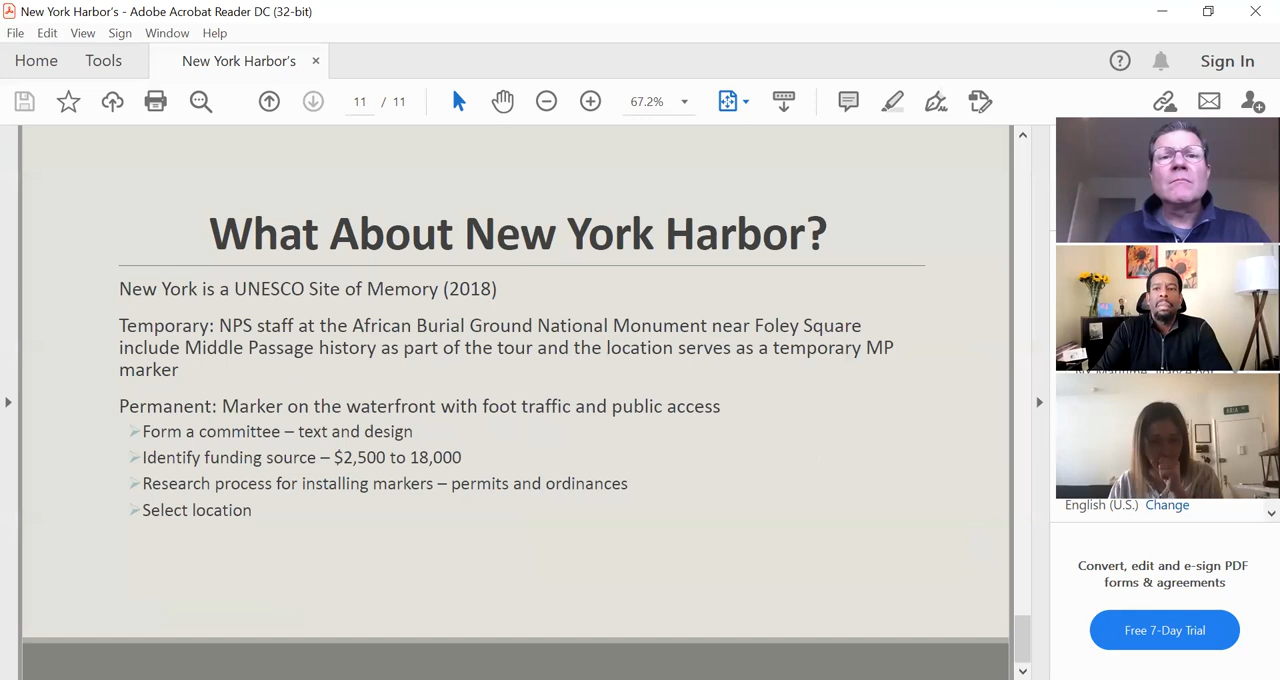 New York Harbor's - Adobe Acrobat Reader DC (32-bit)
File Edit View Sign Window Help
Home Tools New York Harbor's × Sign In
11 / 11 67.2%
What About New York Harbor?
New York is a UNESCO Site of Memory (2018)
Temporary: NPS staff at the African Burial Ground National Monument near Foley Square
include Middle Passage history as part of the tour and the location serves as a temporary MP
marker
Permanent: Marker on the waterfront with foot traffic and public access
Form a committee – text and design
Identify funding source – $2,500 to 18,000
Research process for installing markers – permits and ordinances
Select location
English (U.S.) Change
Convert, edit and e-sign PDF
forms & agreements
Free 7-Day Trial